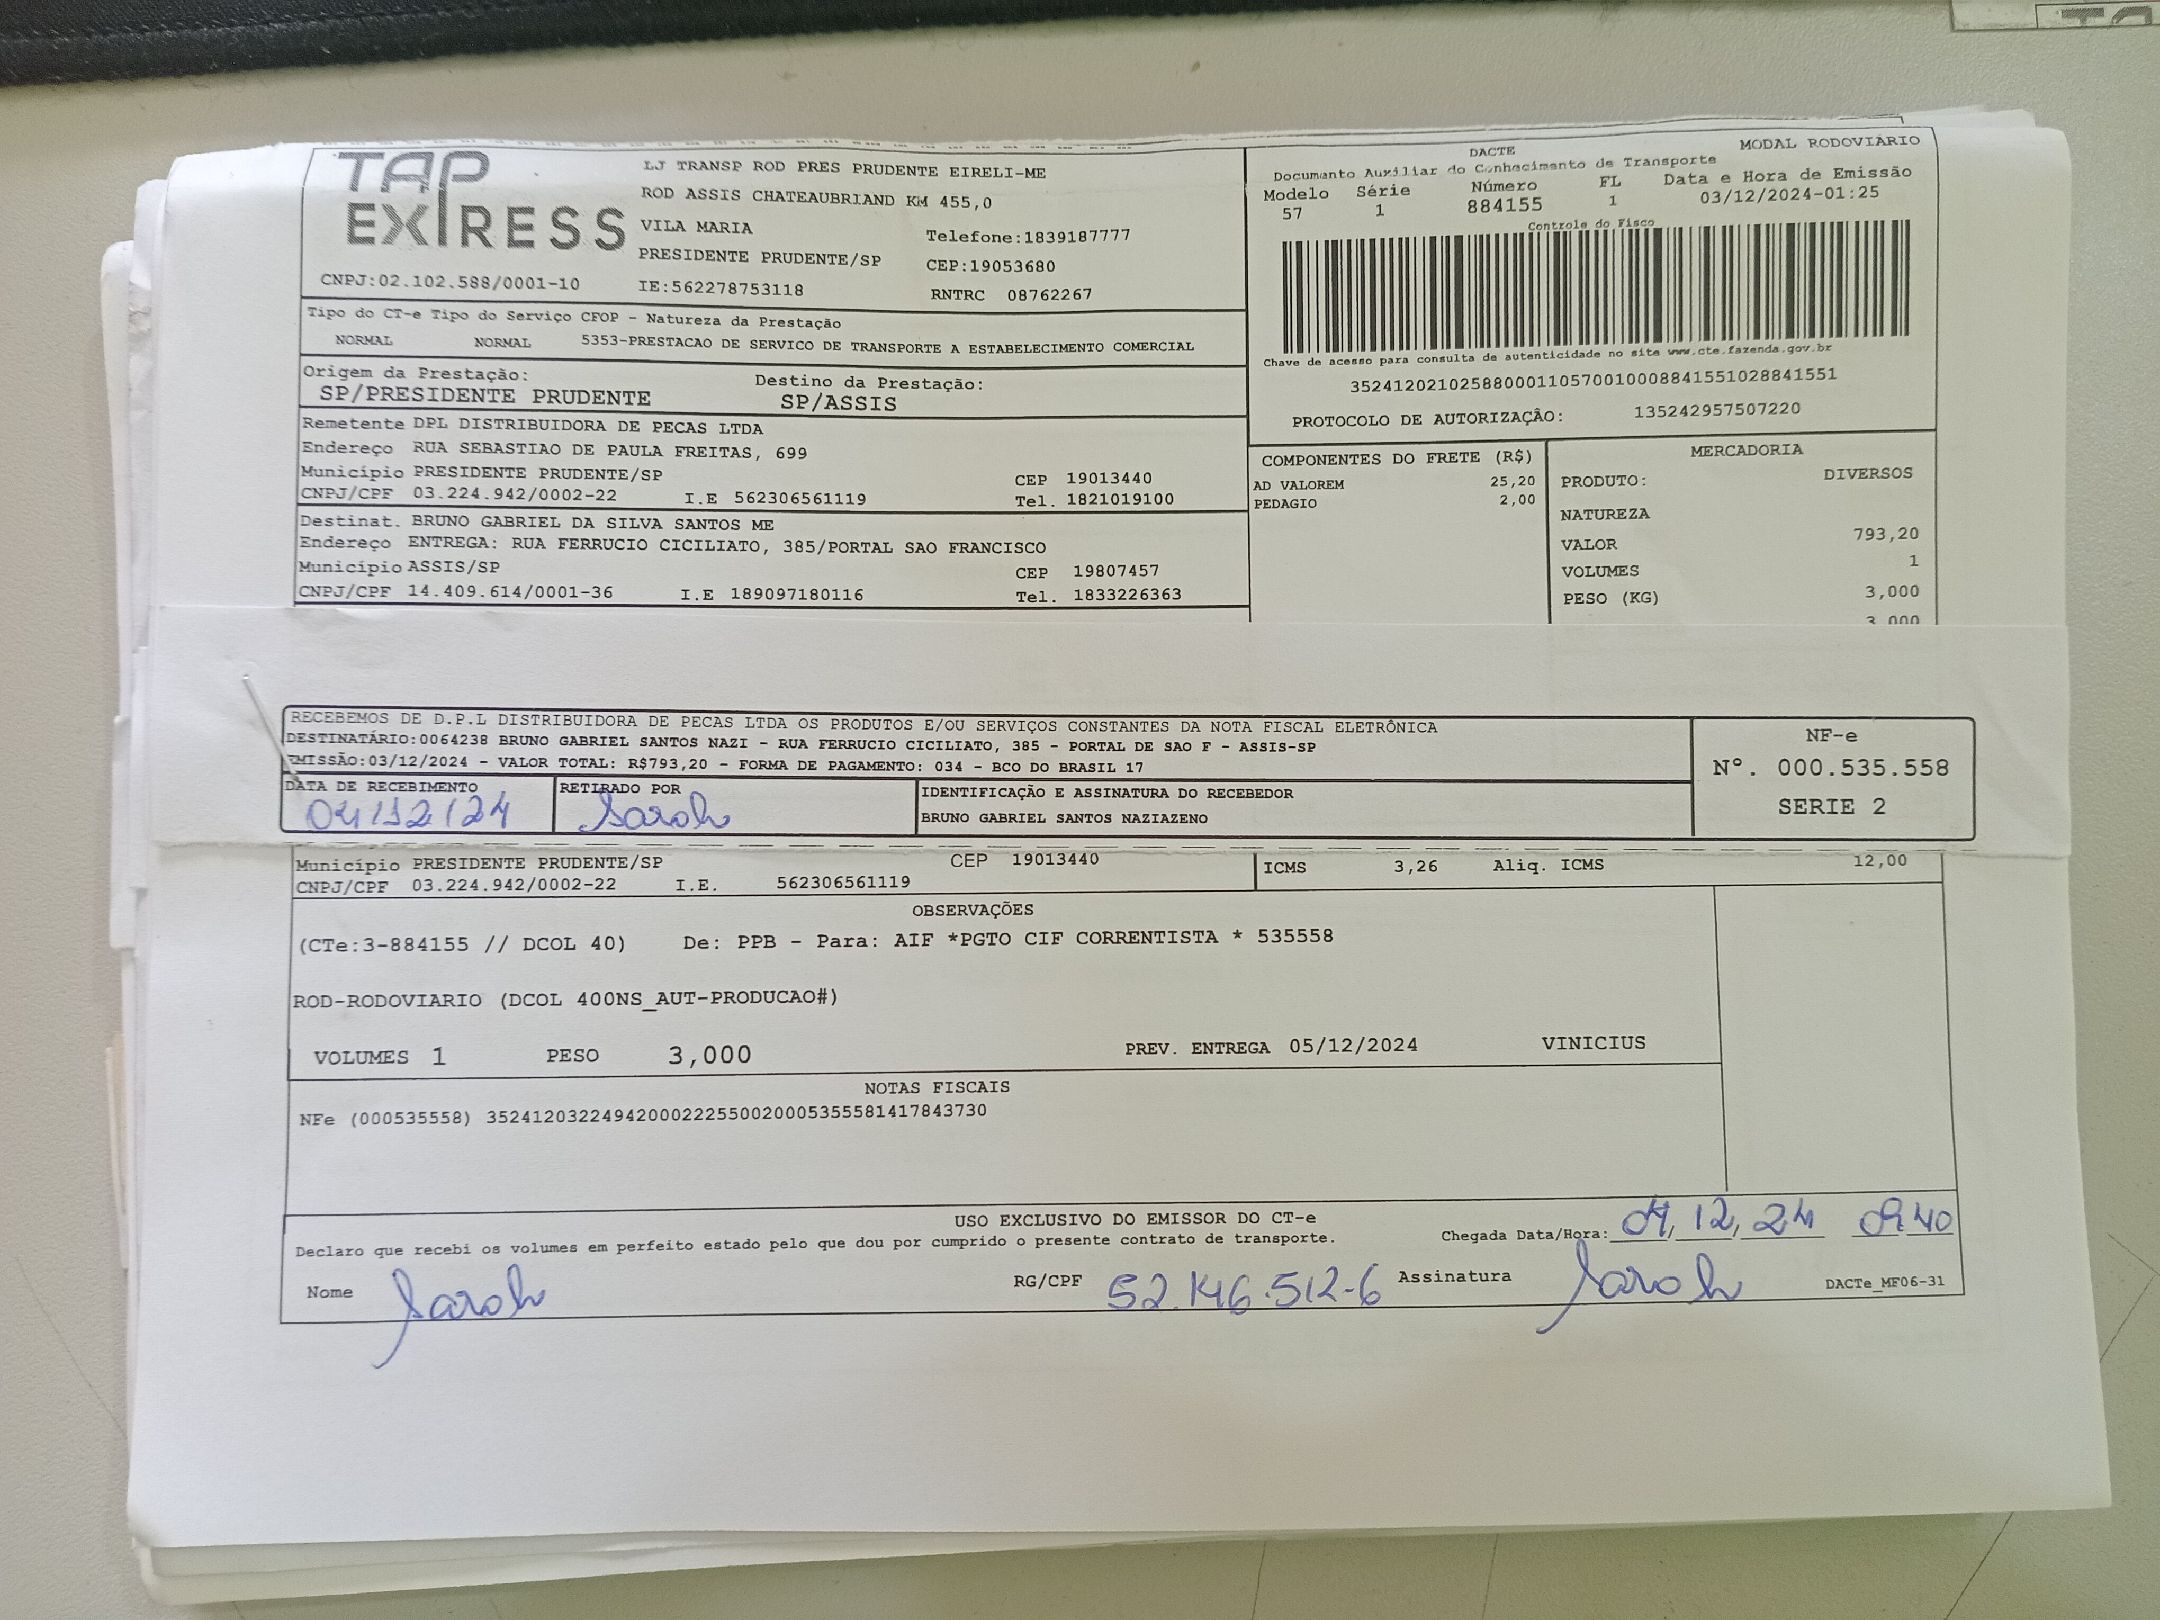 TAP
EXPRESS
LJ TRANSP ROD PRES PRUDENTE EIRELI-ME
ROD ASSIS CHATEAUBRIAND KM 455,0
VILA MARIA
Telefone:1839187777
PRESIDENTE PRUDENTE/SP
CEP:19053680
CNPJ:02.102.588/0001-10
IE:562278753118
RNTRC 08762267
DACTE
MODAL RODOVIÁRIO
Documento Auxiliar do Conhecimento de Transporte
Modelo Série Número FL Data e Hora de Emissão
57 1 884155 1 03/12/2024-01:25
Controle do Fisco
Chave de acesso para consulta de autenticidade no site www.cte.fazenda.gov.br
35241202102588000110570010008841551028841551
PROTOCOLO DE AUTORIZAÇÃO: 135242957507220
Tipo do CT-e Tipo do Serviço CFOP - Natureza da Prestação
NORMAL NORMAL 5353-PRESTACAO DE SERVICO DE TRANSPORTE A ESTABELECIMENTO COMERCIAL
Origem da Prestação: Destino da Prestação:
SP/PRESIDENTE PRUDENTE SP/ASSIS
Remetente DPL DISTRIBUIDORA DE PECAS LTDA
Endereço RUA SEBASTIAO DE PAULA FREITAS, 699
Município PRESIDENTE PRUDENTE/SP CEP 19013440
CNPJ/CPF 03.224.942/0002-22 I.E 562306561119 Tel. 1821019100
Destinat. BRUNO GABRIEL DA SILVA SANTOS ME
Endereço ENTREGA: RUA FERRUCIO CICILIATO, 385/PORTAL SAO FRANCISCO
Município ASSIS/SP CEP 19807457
CNPJ/CPF 14.409.614/0001-36 I.E 189097180116 Tel. 1833226363
COMPONENTES DO FRETE (R$)
AD VALOREM 25,20
PEDAGIO 2,00
MERCADORIA
PRODUTO: DIVERSOS
NATUREZA
VALOR 793,20
VOLUMES 1
PESO (KG) 3,000
3,000
RECEBEMOS DE D.P.L DISTRIBUIDORA DE PECAS LTDA OS PRODUTOS E/OU SERVIÇOS CONSTANTES DA NOTA FISCAL ELETRÔNICA
DESTINATÁRIO:0064238 BRUNO GABRIEL SANTOS NAZI - RUA FERRUCIO CICILIATO, 385 - PORTAL DE SAO F - ASSIS-SP
EMISSÃO:03/12/2024 - VALOR TOTAL: R$793,20 - FORMA DE PAGAMENTO: 034 - BCO DO BRASIL 17
NF-e
Nº. 000.535.558
SERIE 2
DATA DE RECEBIMENTO RETIRADO POR IDENTIFICAÇÃO E ASSINATURA DO RECEBEDOR
04/12/24 Sarah BRUNO GABRIEL SANTOS NAZIAZENO
Município PRESIDENTE PRUDENTE/SP CEP 19013440
CNPJ/CPF 03.224.942/0002-22 I.E. 562306561119
ICMS 3,26 Aliq. ICMS 12,00
OBSERVAÇÕES
(CTe:3-884155 // DCOL 40) De: PPB - Para: AIF *PGTO CIF CORRENTISTA * 535558
ROD-RODOVIARIO (DCOL 400NS_AUT-PRODUCAO#)
VOLUMES 1 PESO 3,000 PREV. ENTREGA 05/12/2024 VINICIUS
NOTAS FISCAIS
NFe (000535558) 35241203224942000222550020005355581417843730
USO EXCLUSIVO DO EMISSOR DO CT-e
Declaro que recebi os volumes em perfeito estado pelo que dou por cumprido o presente contrato de transporte.
Chegada Data/Hora: 04/12/24
Nome Sarah RG/CPF 52.146.512-6 Assinatura Sarah DACTe_MF06-31